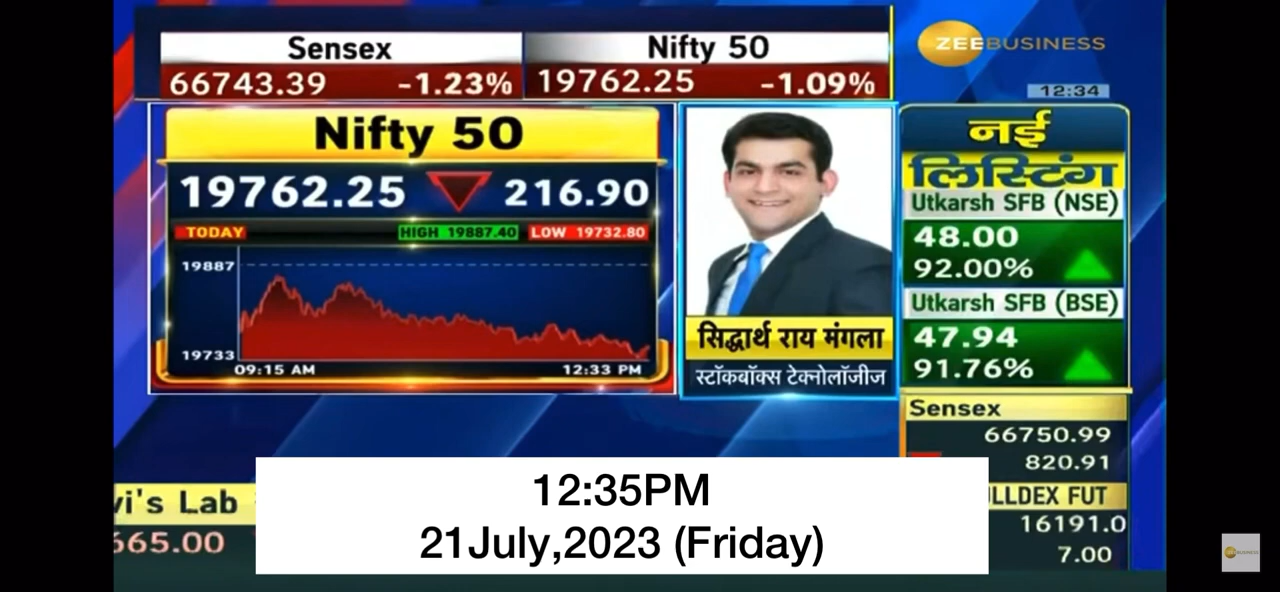 Sensex
66743.39 -1.23%
Nifty 50
19762.25 -1.09%
ZEEBUSINESS
12:34
Nifty 50
19762.25 216.90
TODAY HIGH 19887.40 LOW 19732.80
19887
19733
09:15 AM 12:33 PM
सिद्धार्थ राय मंगला
स्टॉकबॉक्स टेक्नोलॉजीज
नई
लिस्टिंग
Utkarsh SFB (NSE)
48.00
92.00%
Utkarsh SFB (BSE)
47.94
91.76%
Sensex
66750.99
820.91
LLDEX FUT
16191.0
7.00
vi's Lab
665.00
12:35PM
21July,2023 (Friday)
ZEEBUSINESS